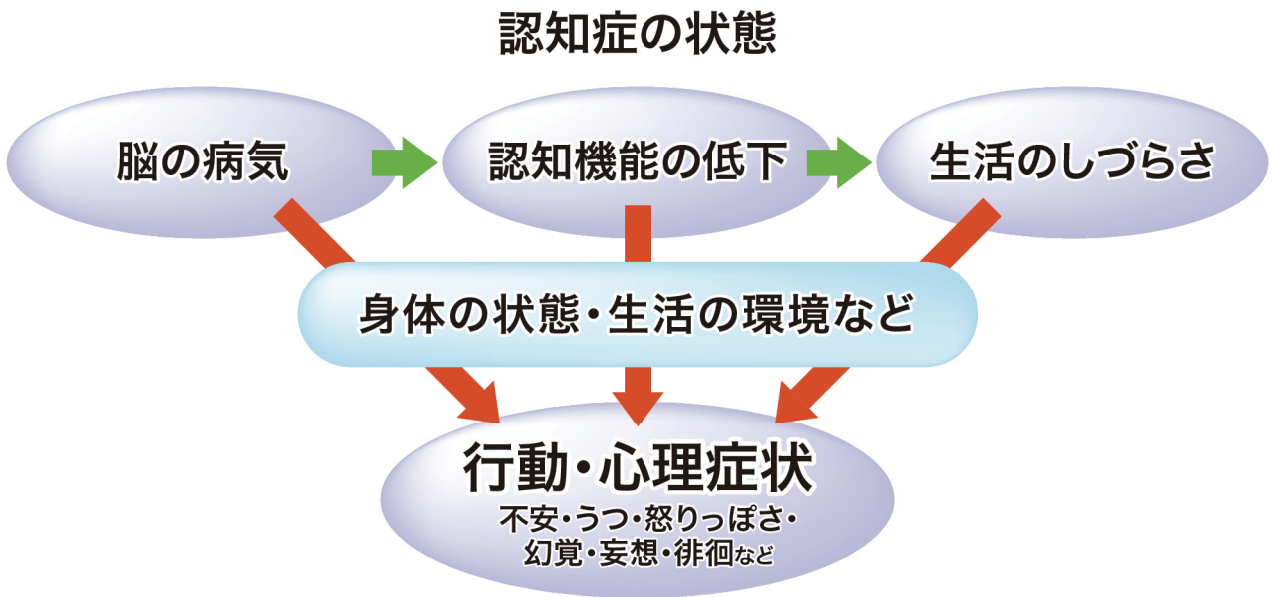 認知症の状態
脳の病気
認知機能の低下
生活のしづらさ
身体の状態・生活の環境など
行動・心理症状
不安・うつ・怒りっぽさ・
幻覚・妄想・徘徊など